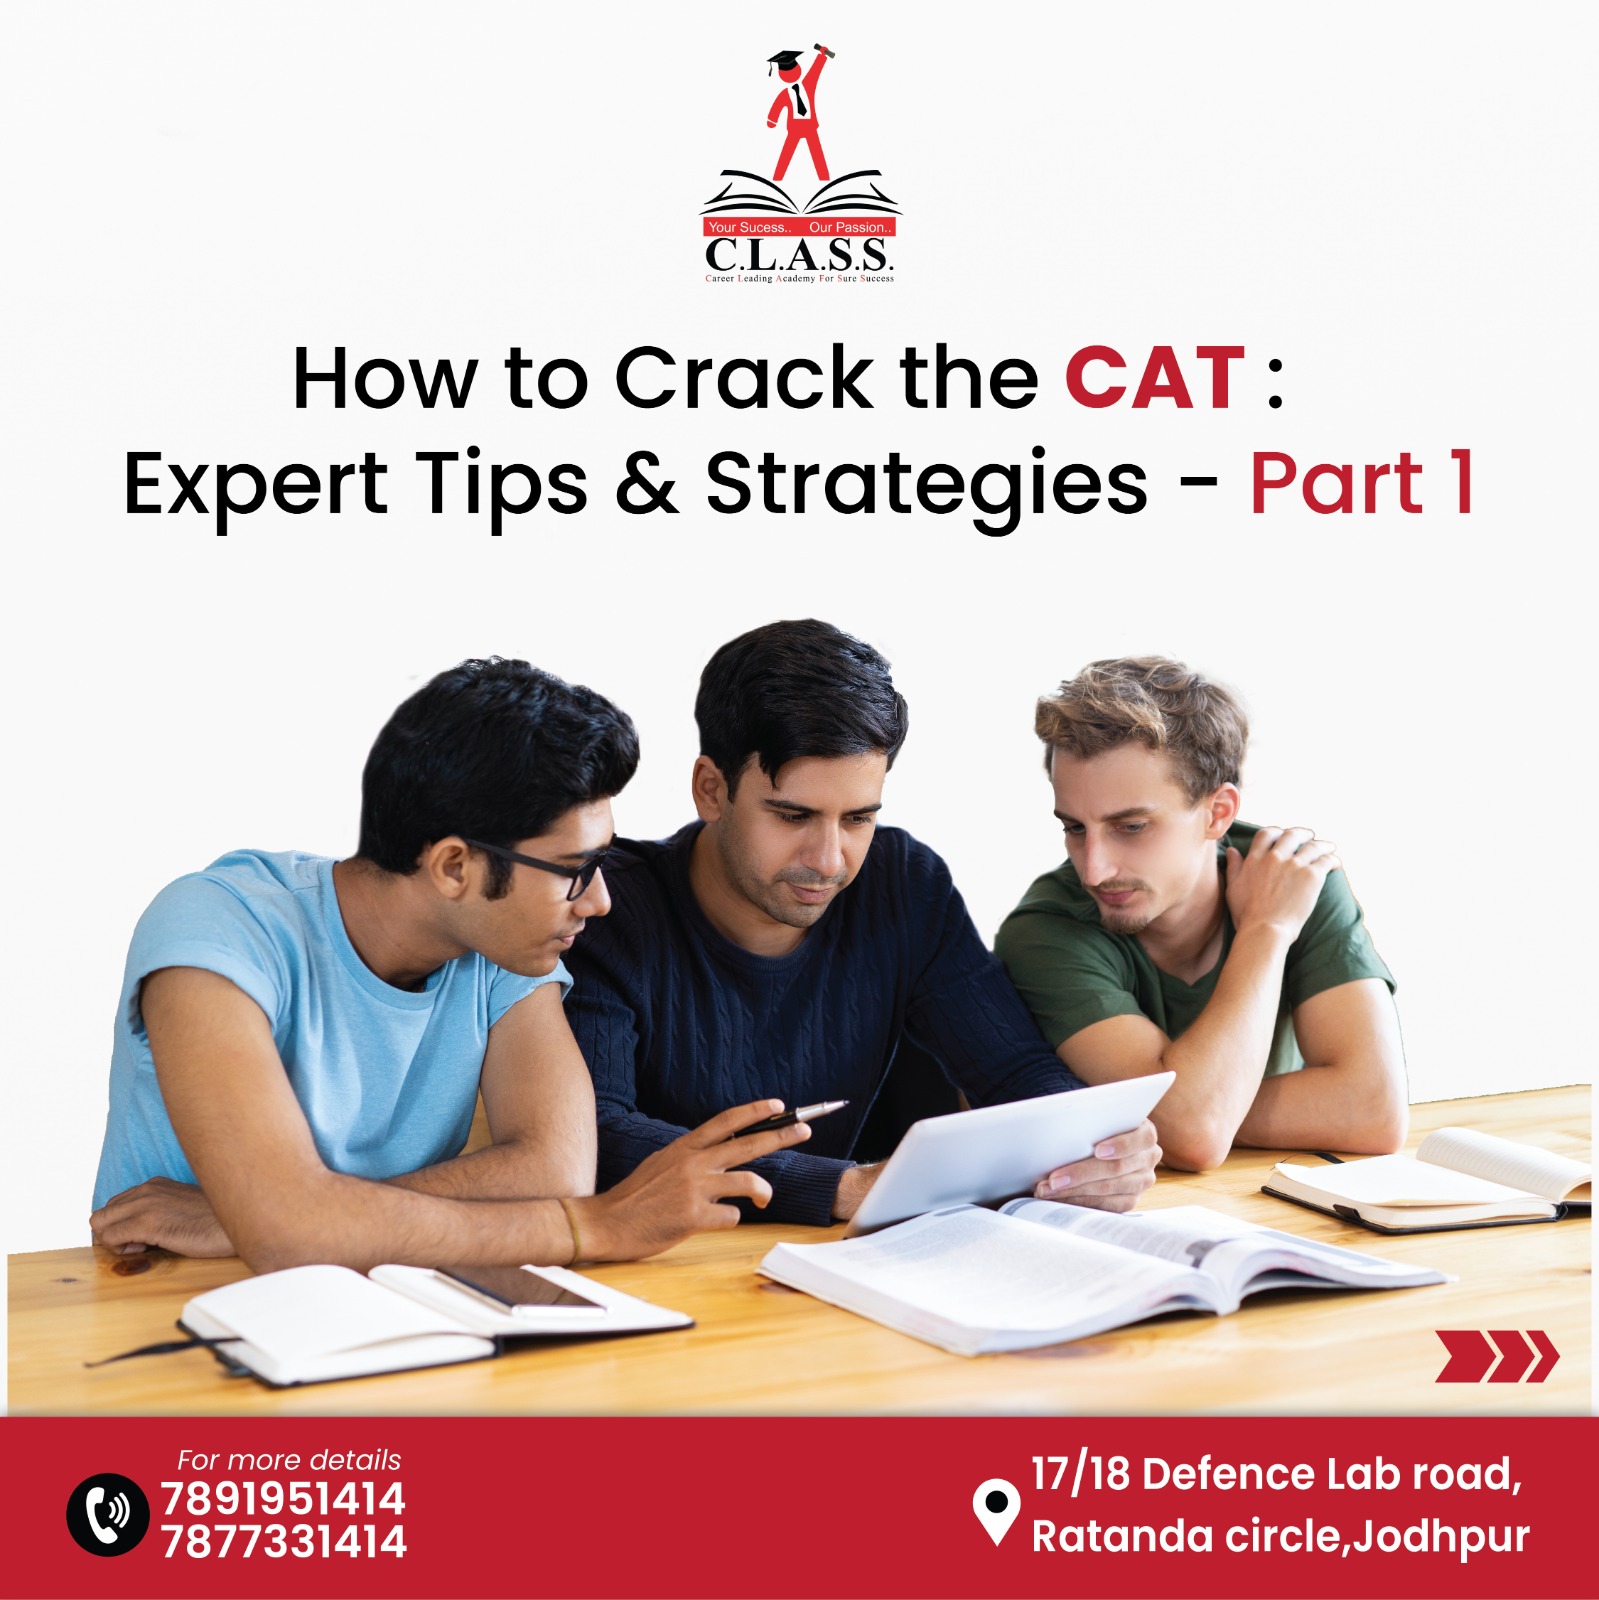 Your Sucess.. Our Passion..
C.L.A.S.S.
Career Leading Academy For Sure Success
How to Crack the CAT :
Expert Tips & Strategies - Part 1
For more details
7891951414
7877331414
17/18 Defence Lab road,
Ratanda circle,Jodhpur